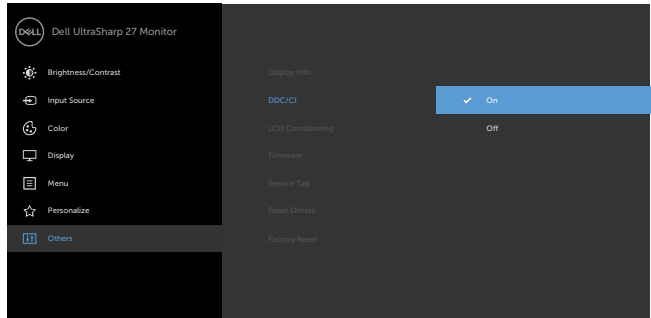 DELL
Dell UltraSharp 27 Monitor
Brightness/Contrast
Input Source
Color
Display
Menu
Personalize
Others
Display Info
DDC/CI
LCD Conditioning
Firmware
Service Tag
Reset Others
Factory Reset
On
Off